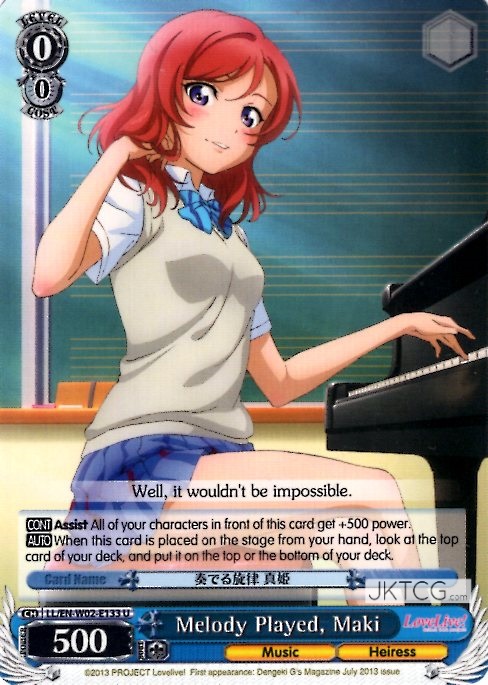 LEVEL
0
0
COST
Well, it wouldn't be impossible.
CONT Assist All of your characters in front of this card get +500 power.
AUTO When this card is placed on the stage from your hand, look at the top
card of your deck, and put it on the top or the bottom of your deck.
Card Name 奏でる旋律 真姫
JKTCG.com
CH LL/EN-W02-E133 U
POWER 500 Melody Played, Maki LoveLive!
Music Heiress
©2013 PROJECT Lovelive! First appearance: Dengeki G's Magazine July 2013 issue